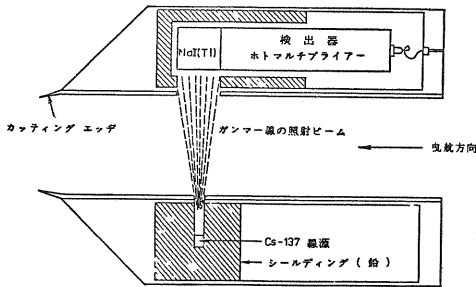 NaI(Tl)
検出器
ホトマルチプライアー
カッティング エッヂ
ガンマー線の照射ビーム
曳航方向
Cs-137 線源
シールディング ( 鉛 )